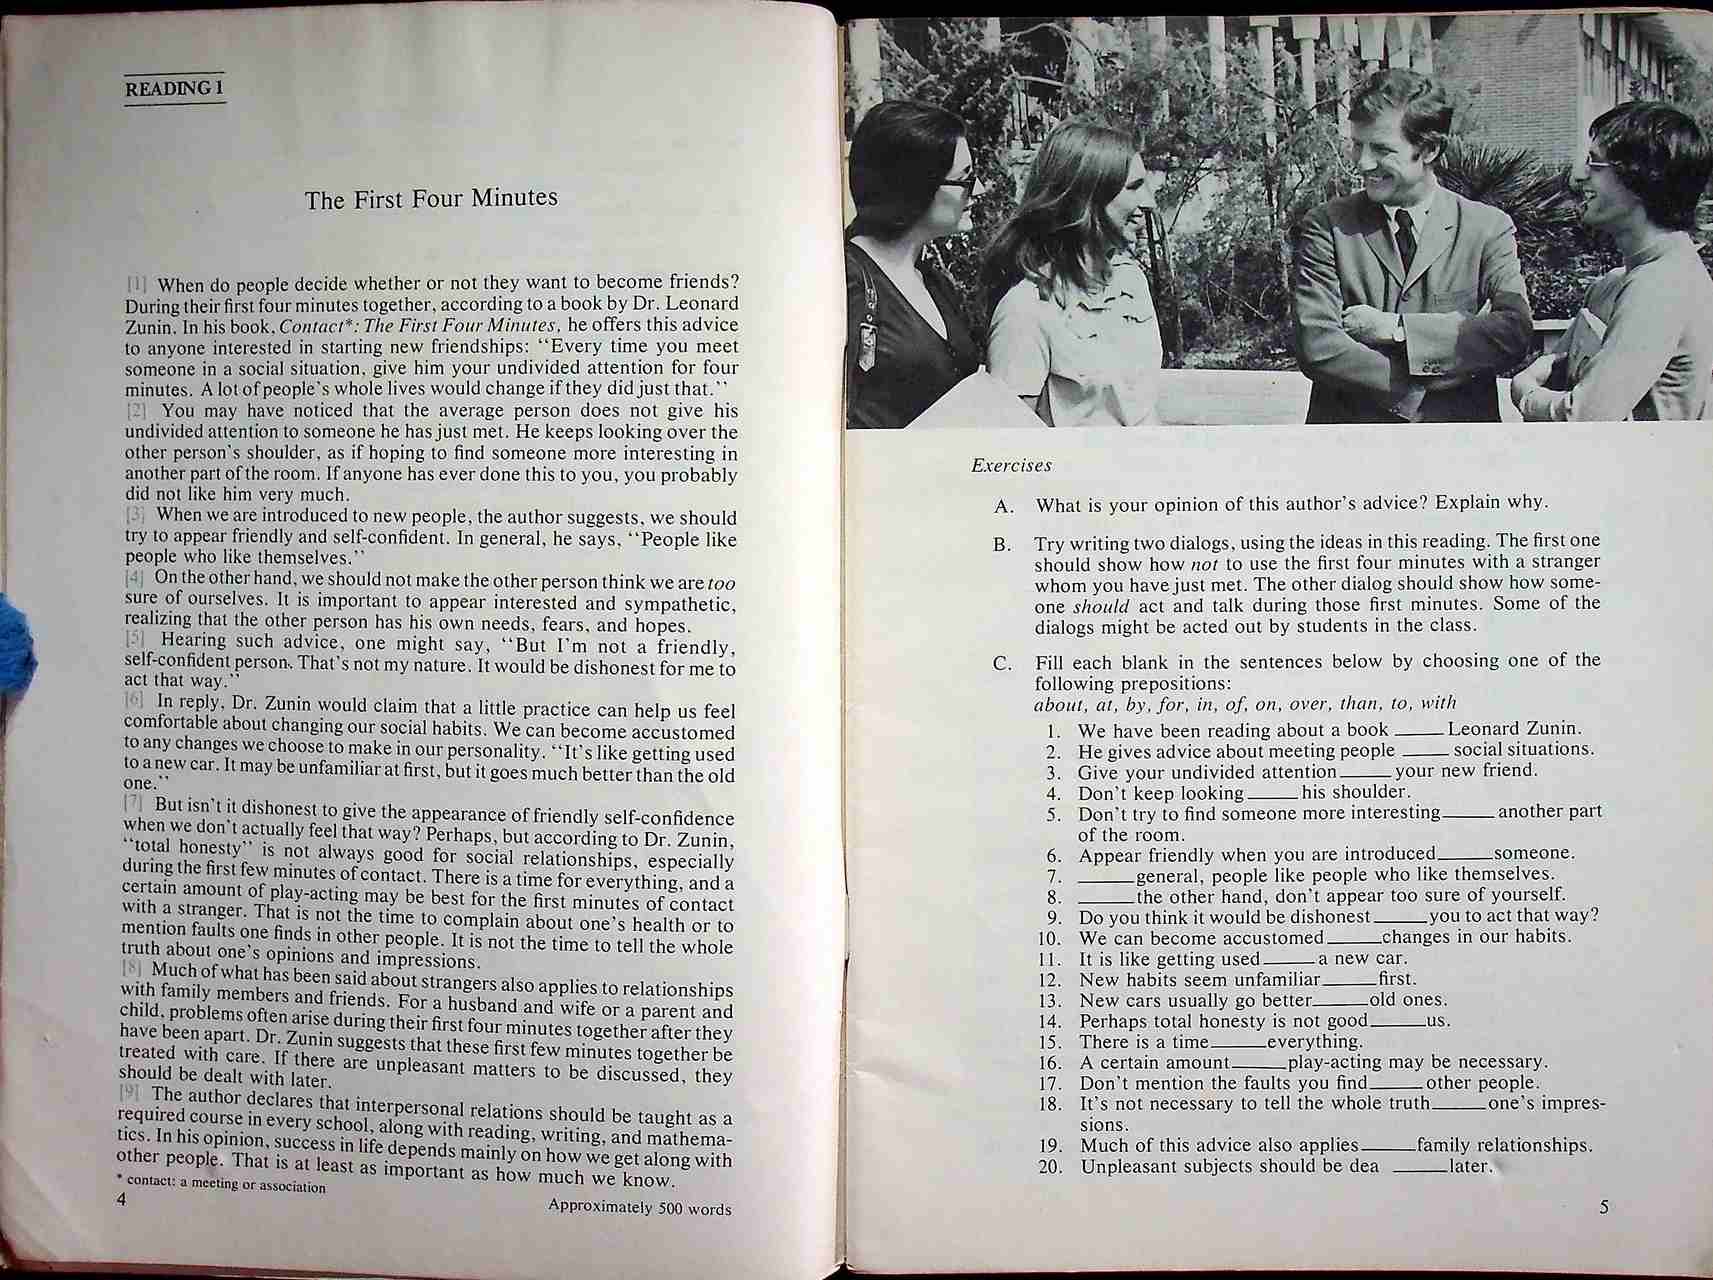 READING 1
The First Four Minutes
[1] When do people decide whether or not they want to become friends?
During their first four minutes together, according to a book by Dr. Leonard
Zunin. In his book, Contact*: The First Four Minutes, he offers this advice
to anyone interested in starting new friendships: “Every time you meet
someone in a social situation, give him your undivided attention for four
minutes. A lot of people's whole lives would change if they did just that.”
[2] You may have noticed that the average person does not give his
undivided attention to someone he has just met. He keeps looking over the
other person's shoulder, as if hoping to find someone more interesting in
another part of the room. If anyone has ever done this to you, you probably
did not like him very much.
[3] When we are introduced to new people, the author suggests, we should
try to appear friendly and self-confident. In general, he says, “People like
people who like themselves.”
[4] On the other hand, we should not make the other person think we are too
sure of ourselves. It is important to appear interested and sympathetic,
realizing that the other person has his own needs, fears, and hopes.
[5] Hearing such advice, one might say, “But I'm not a friendly,
self-confident person. That's not my nature. It would be dishonest for me to
act that way.”
[6] In reply, Dr. Zunin would claim that a little practice can help us feel
comfortable about changing our social habits. We can become accustomed
to any changes we choose to make in our personality. “It's like getting used
to a new car. It may be unfamiliar at first, but it goes much better than the old
one.”
[7] But isn't it dishonest to give the appearance of friendly self-confidence
when we don't actually feel that way? Perhaps, but according to Dr. Zunin,
“total honesty” is not always good for social relationships, especially
during the first few minutes of contact. There is a time for everything, and a
certain amount of play-acting may be best for the first minutes of contact
with a stranger. That is not the time to complain about one's health or to
mention faults one finds in other people. It is not the time to tell the whole
truth about one's opinions and impressions.
[8] Much of what has been said about strangers also applies to relationships
with family members and friends. For a husband and wife or a parent and
child, problems often arise during their first four minutes together after they
have been apart. Dr. Zunin suggests that these first few minutes together be
treated with care. If there are unpleasant matters to be discussed, they
should be dealt with later.
[9] The author declares that interpersonal relations should be taught as a
required course in every school, along with reading, writing, and mathema-
tics. In his opinion, success in life depends mainly on how we get along with
other people. That is at least as important as how much we know.
* contact: a meeting or association
4
Approximately 500 words
Exercises
A. What is your opinion of this author's advice? Explain why.
B. Try writing two dialogs, using the ideas in this reading. The first one
should show how not to use the first four minutes with a stranger
whom you have just met. The other dialog should show how some-
one should act and talk during those first minutes. Some of the
dialogs might be acted out by students in the class.
C. Fill each blank in the sentences below by choosing one of the
following prepositions:
about, at, by, for, in, of, on, over, than, to, with
1. We have been reading about a book _____ Leonard Zunin.
2. He gives advice about meeting people _____ social situations.
3. Give your undivided attention _____ your new friend.
4. Don't keep looking _____ his shoulder.
5. Don't try to find someone more interesting _____ another part
of the room.
6. Appear friendly when you are introduced _____ someone.
7. _____ general, people like people who like themselves.
8. _____ the other hand, don't appear too sure of yourself.
9. Do you think it would be dishonest _____ you to act that way?
10. We can become accustomed _____ changes in our habits.
11. It is like getting used _____ a new car.
12. New habits seem unfamiliar _____ first.
13. New cars usually go better _____ old ones.
14. Perhaps total honesty is not good _____ us.
15. There is a time _____ everything.
16. A certain amount _____ play-acting may be necessary.
17. Don't mention the faults you find _____ other people.
18. It's not necessary to tell the whole truth _____ one's impres-
sions.
19. Much of this advice also applies _____ family relationships.
20. Unpleasant subjects should be dea _____ later.
5